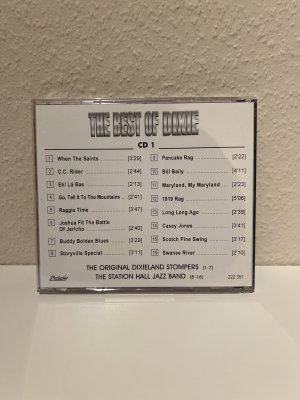 THE BEST OF DIXIE
CD 1
1 When The Saints [3'29]
2 C.C. Rider [2'44]
3 Eh! Là Bas [2'13]
4 Go, Tell It To The Mountains [2'41]
5 Raggie Time [3'47]
6 Joshua Fit The Battle
Of Jericho [2'40]
7 Buddy Bolden Blues [3'29]
8 Storyville Special [3'11]
9 Pancake Rag [2'22]
10 Bill Baily [4'11]
11 Maryland, My Maryland [2'23]
12 1919 Rag [5'06]
13 Long Long Ago [2'39]
14 Casey Jones [2'41]
15 Scotch Pine Swing [3'17]
16 Swanee River [2'10]
THE ORIGINAL DIXIELAND STOMPERS (1-7)
THE STATION HALL JAZZ BAND (8-16)
222 351